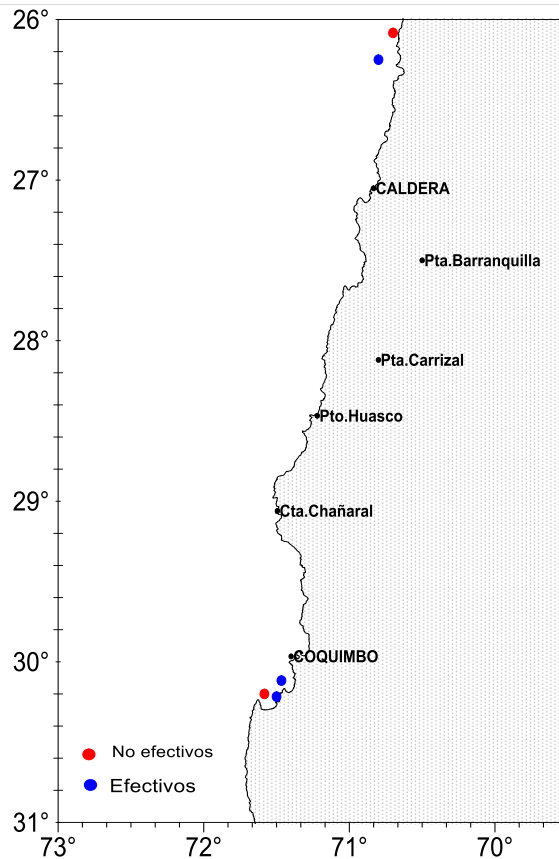 26°
27°
CALDERA
Pta.Barranquilla
28°
Pta.Carrizal
Pto.Huasco
29°
Cta.Chañaral
30°
COQUIMBO
No efectivos
Efectivos
31°
73°
72°
71°
70°